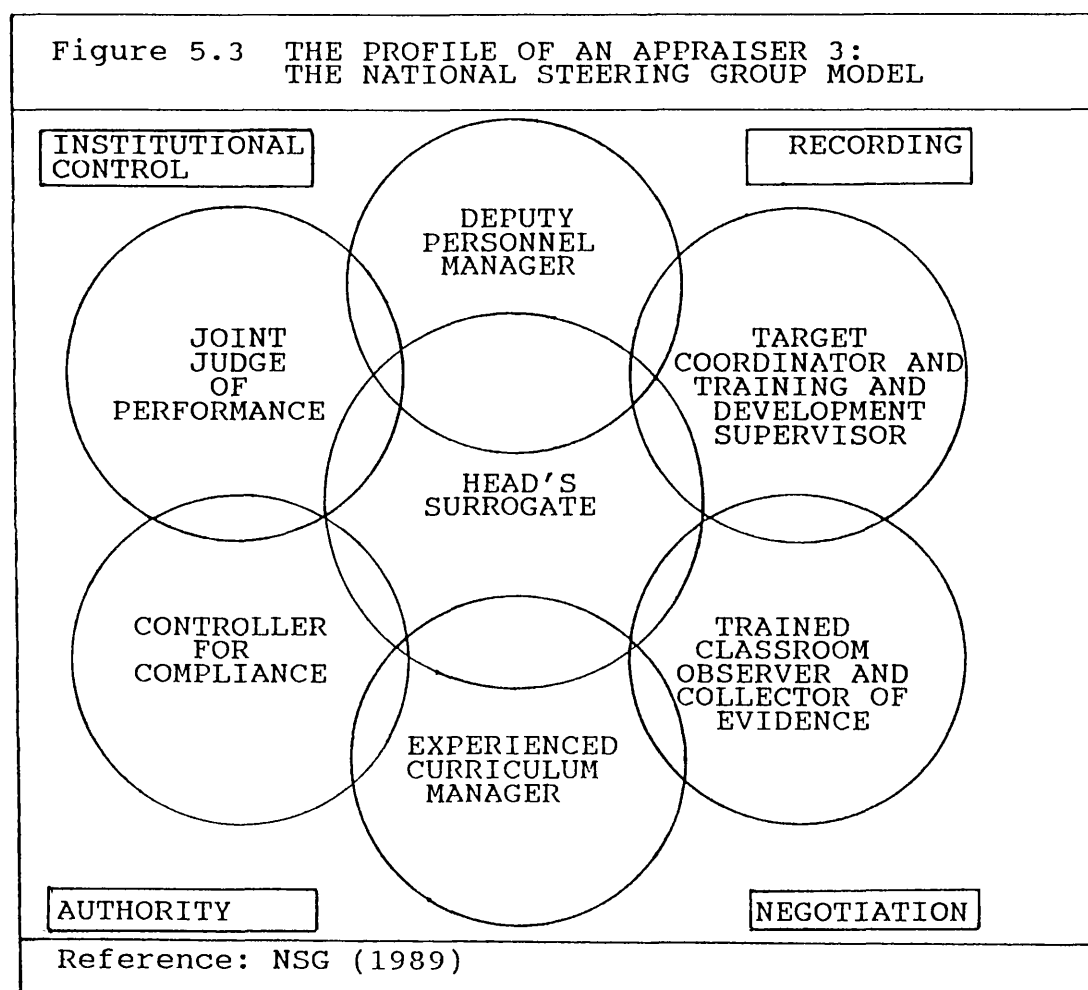 Figure 5.3 THE PROFILE OF AN APPRAISER 3:
THE NATIONAL STEERING GROUP MODEL
INSTITUTIONAL
CONTROL
RECORDING
DEPUTY
PERSONNEL
MANAGER
JOINT
JUDGE
OF
PERFORMANCE
TARGET
COORDINATOR AND
TRAINING AND
DEVELOPMENT
SUPERVISOR
HEAD'S
SURROGATE
CONTROLLER
FOR
COMPLIANCE
TRAINED
CLASSROOM
OBSERVER AND
COLLECTOR OF
EVIDENCE
EXPERIENCED
CURRICULUM
MANAGER
AUTHORITY
NEGOTIATION
Reference: NSG (1989)